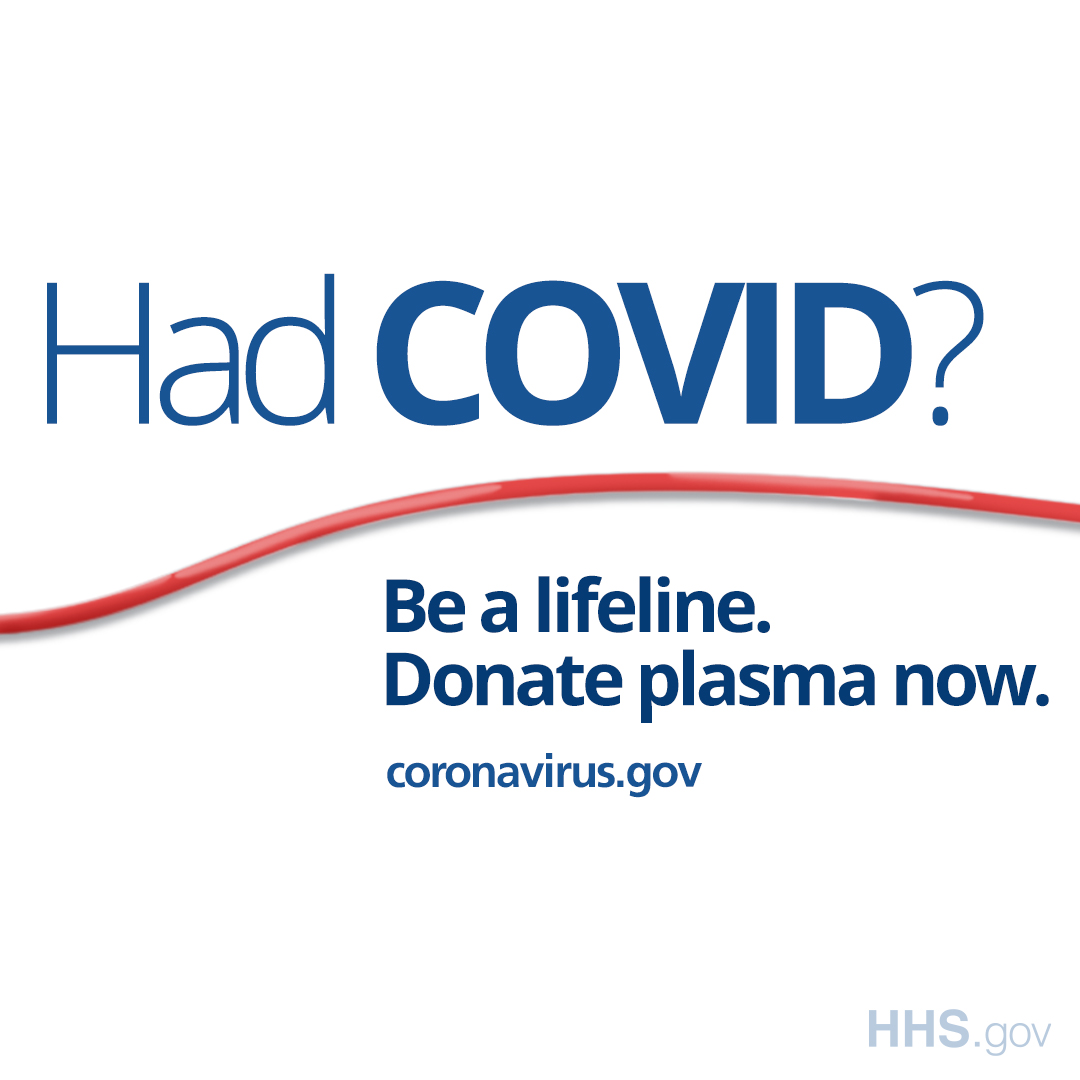 Had COVID?
Be a lifeline.
Donate plasma now.
coronavirus.gov
HHS.gov